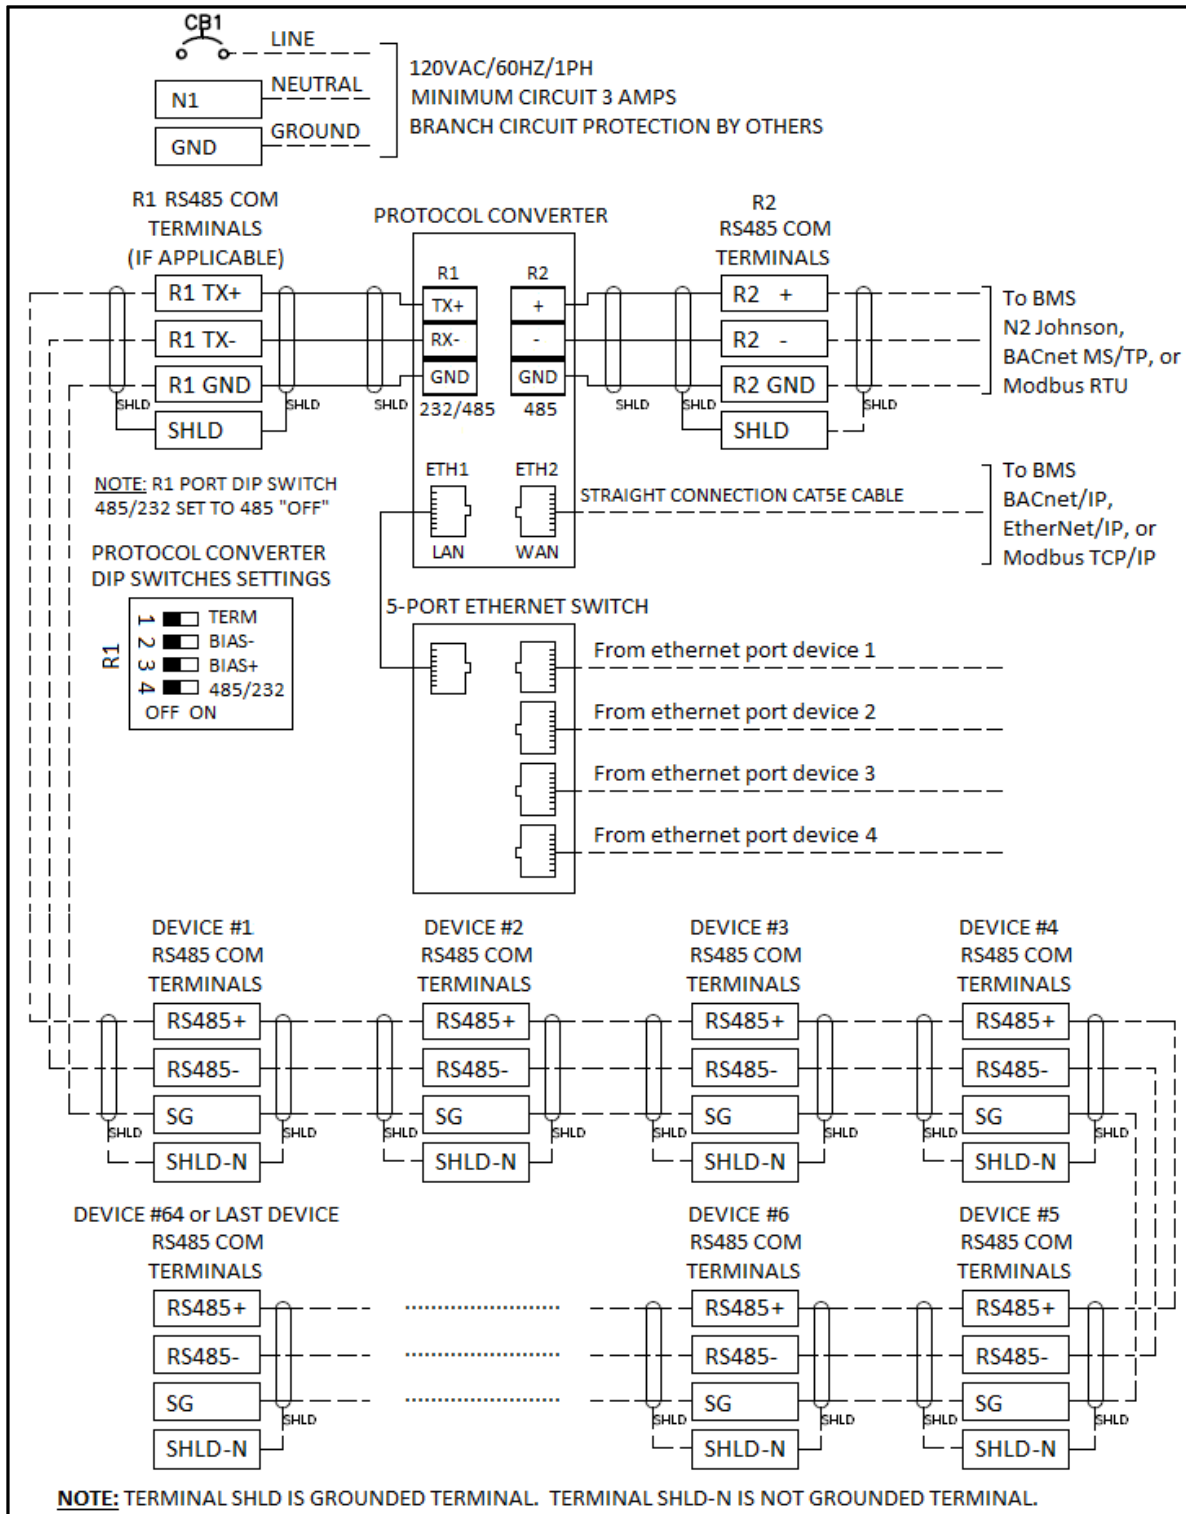 CB1
LINE
NEUTRAL
N1
GROUND
GND
120VAC/60HZ/1PH
MINIMUM CIRCUIT 3 AMPS
BRANCH CIRCUIT PROTECTION BY OTHERS
R1 RS485 COM
TERMINALS
(IF APPLICABLE)
R1 TX+
R1 TX-
R1 GND
SHLD
SHLD
SHLD
SHLD
PROTOCOL CONVERTER
R1
R2
TX+
+
RX-
-
GND
GND
232/485
485
ETH1
ETH2
LAN
WAN
R2
RS485 COM
TERMINALS
R2 +
R2 -
R2 GND
SHLD
SHLD
SHLD
SHLD
To BMS
N2 Johnson,
BACnet MS/TP, or
Modbus RTU
STRAIGHT CONNECTION CAT5E CABLE
To BMS
BACnet/IP,
EtherNet/IP, or
Modbus TCP/IP
NOTE: R1 PORT DIP SWITCH
485/232 SET TO 485 "OFF"
PROTOCOL CONVERTER
DIP SWITCHES SETTINGS
R1
1 TERM
2 BIAS-
3 BIAS+
4 485/232
OFF ON
5-PORT ETHERNET SWITCH
From ethernet port device 1
From ethernet port device 2
From ethernet port device 3
From ethernet port device 4
DEVICE #1
RS485 COM
TERMINALS
RS485+
RS485-
SG
SHLD
SHLD
SHLD-N
DEVICE #2
RS485 COM
TERMINALS
RS485+
RS485-
SG
SHLD
SHLD
SHLD-N
DEVICE #3
RS485 COM
TERMINALS
RS485+
RS485-
SG
SHLD
SHLD
SHLD-N
DEVICE #4
RS485 COM
TERMINALS
RS485+
RS485-
SG
SHLD
SHLD
SHLD-N
DEVICE #64 or LAST DEVICE
RS485 COM
TERMINALS
RS485+
RS485-
SG
SHLD
SHLD-N
DEVICE #6
RS485 COM
TERMINALS
RS485+
RS485-
SG
SHLD
SHLD
SHLD-N
DEVICE #5
RS485 COM
TERMINALS
RS485+
RS485-
SG
SHLD
SHLD
SHLD-N
NOTE: TERMINAL SHLD IS GROUNDED TERMINAL. TERMINAL SHLD-N IS NOT GROUNDED TERMINAL.